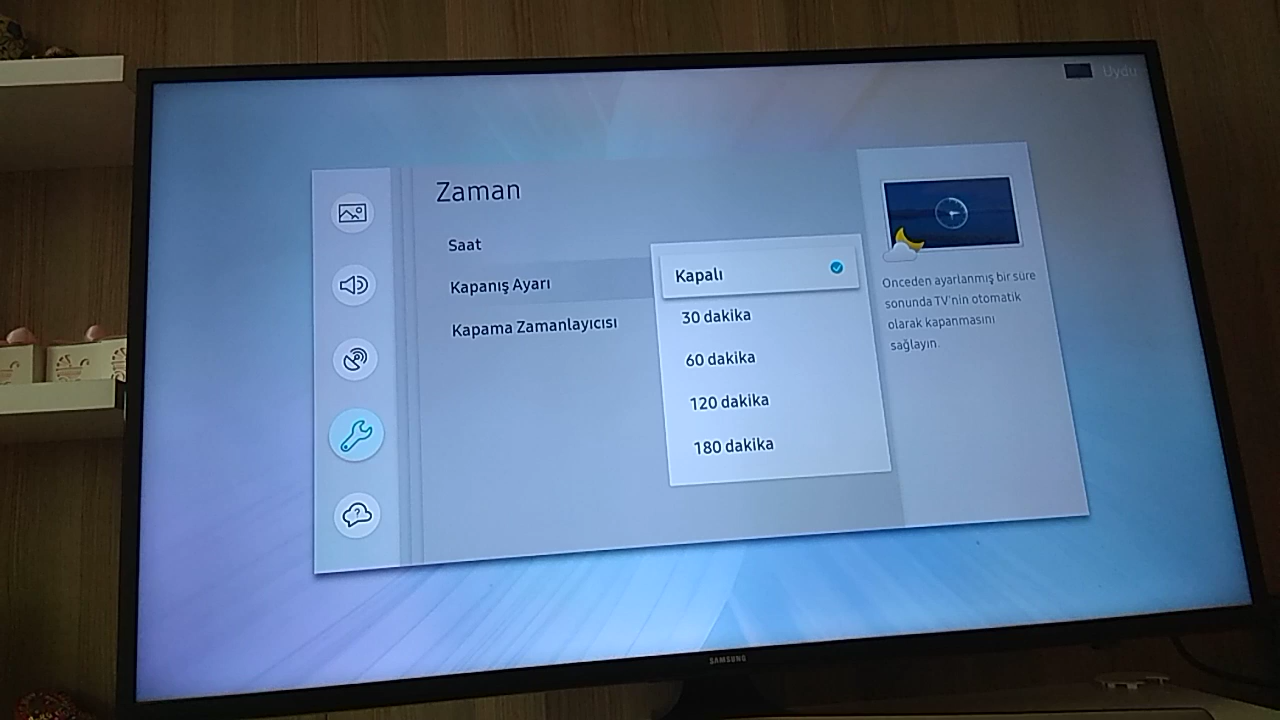 Uydu
Zaman
Saat
Kapanış Ayarı
Kapama Zamanlayıcısı
Kapalı
30 dakika
60 dakika
120 dakika
180 dakika
Önceden ayarlanmış bir süre
sonunda TV'nin otomatik
olarak kapanmasını
sağlayın.
SAMSUNG